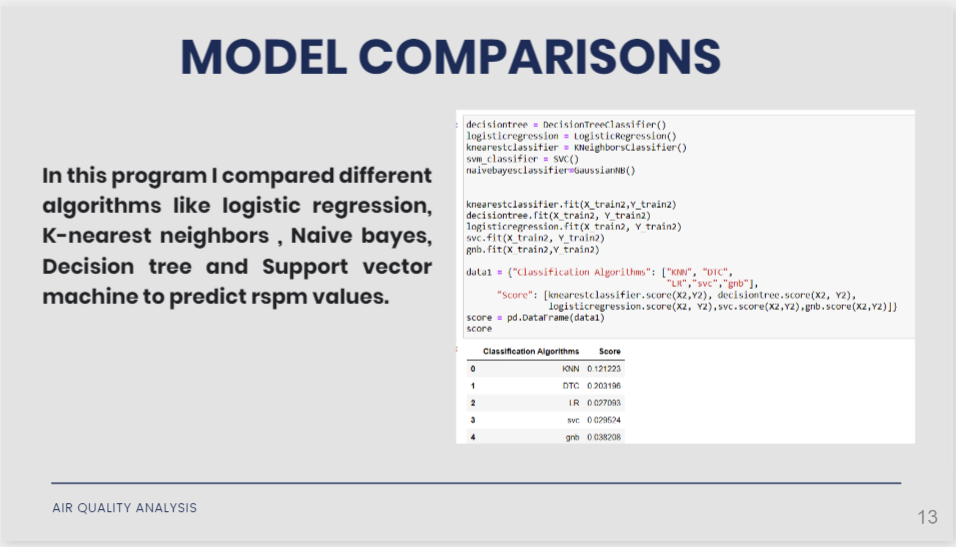 MODEL COMPARISONS
In this program I compared different
algorithms like logistic regression,
K-nearest neighbors , Naive bayes,
Decision tree and Support vector
machine to predict rspm values.
decisiontree = DecisionTreeClassifier()
logisticregression = LogisticRegression()
knearestclassifier = KNeighborsClassifier()
svm_classifier = SVC()
naivebayesclassifier=GaussianNB()
knearestclassifier.fit(X_train2,Y_train2)
decisiontree.fit(X_train2, Y_train2)
logisticregression.fit(X_train2, Y_train2)
svc.fit(X_train2, Y_train2)
gnb.fit(X_train2,Y_train2)
data1 = {"Classification Algorithms": ["KNN", "DTC",
"LR","svc","gnb"],
"Score": [knearestclassifier.score(X2,Y2), decisiontree.score(X2, Y2),
logisticregression.score(X2, Y2),svc.score(X2,Y2),gnb.score(X2,Y2)]}
score = pd.DataFrame(data1)
score
Classification Algorithms Score
0 KNN 0.121223
1 DTC 0.203196
2 LR 0.027093
3 svc 0.029524
4 gnb 0.038208
AIR QUALITY ANALYSIS
13